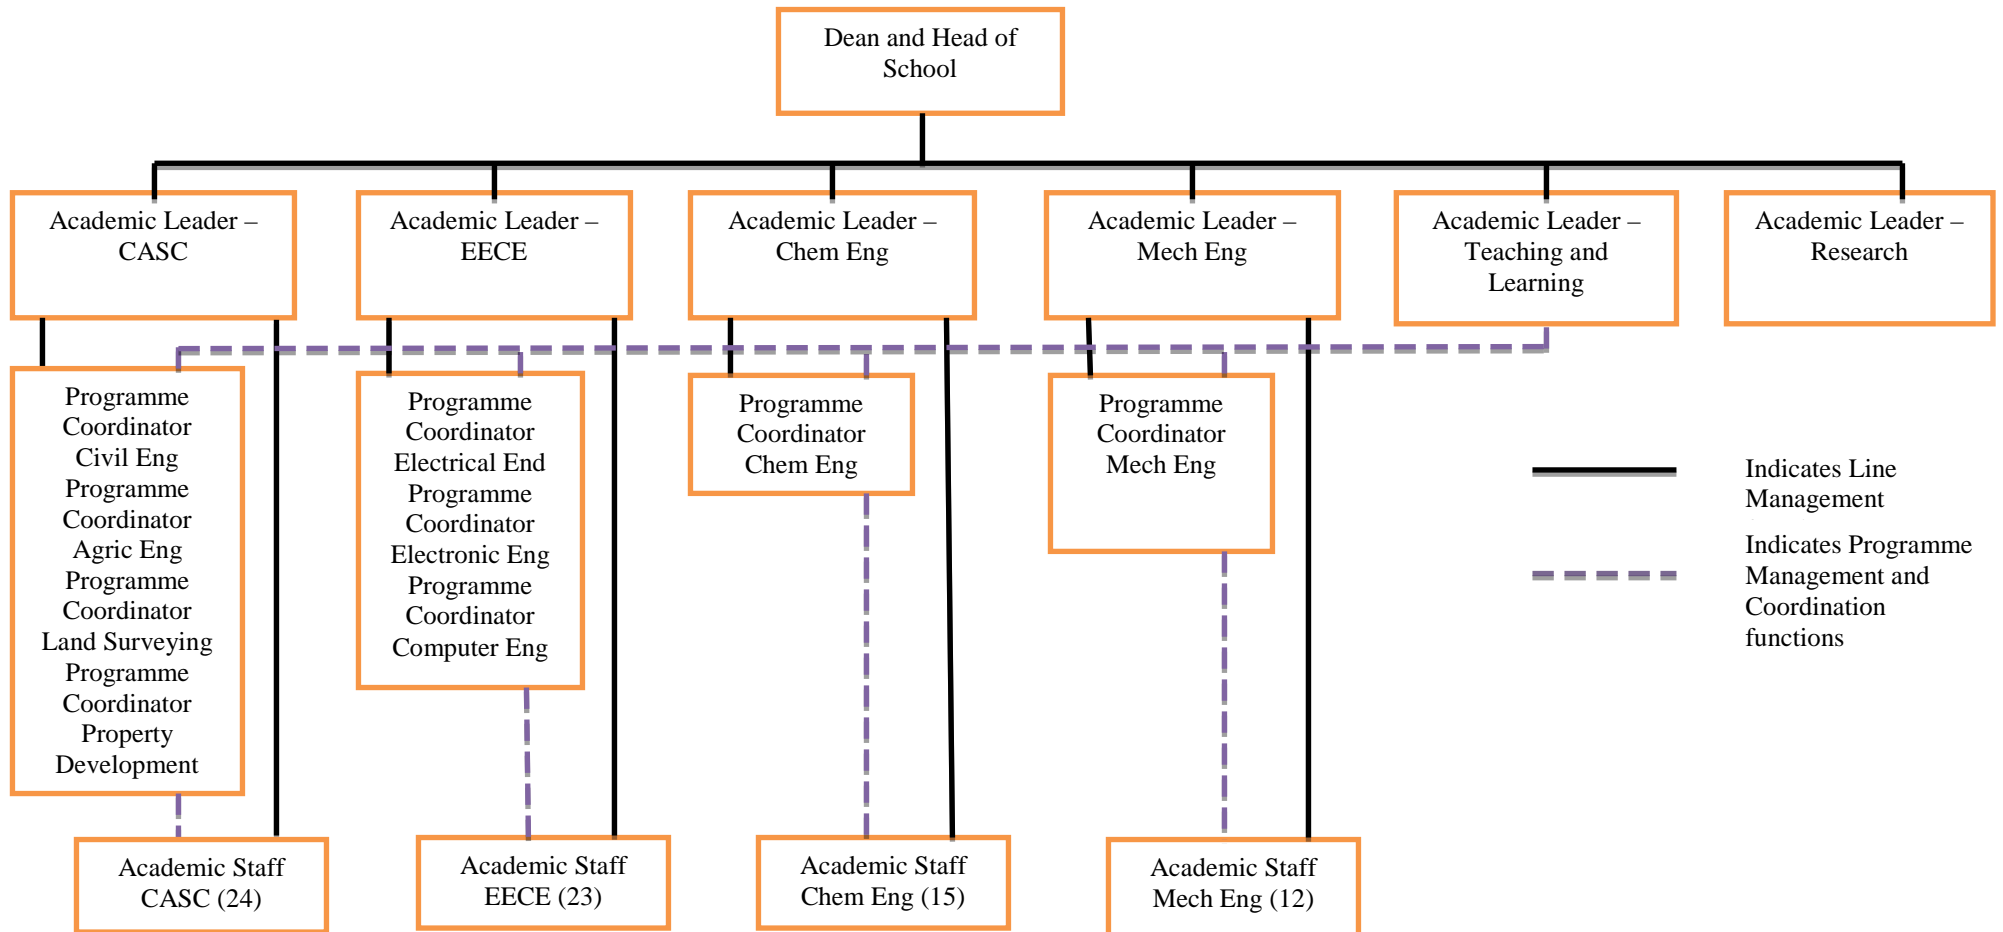 Dean and Head of
School
Academic Leader –
CASC
Academic Leader –
EECE
Academic Leader –
Chem Eng
Academic Leader –
Mech Eng
Academic Leader –
Teaching and
Learning
Academic Leader –
Research
Programme
Coordinator
Civil Eng
Programme
Coordinator
Agric Eng
Programme
Coordinator
Land Surveying
Programme
Coordinator
Property
Development
Programme
Coordinator
Electrical End
Programme
Coordinator
Electronic Eng
Programme
Coordinator
Computer Eng
Programme
Coordinator
Chem Eng
Programme
Coordinator
Mech Eng
Indicates Line
Management
Indicates Programme
Management and
Coordination
functions
Academic Staff
CASC (24)
Academic Staff
EECE (23)
Academic Staff
Chem Eng (15)
Academic Staff
Mech Eng (12)